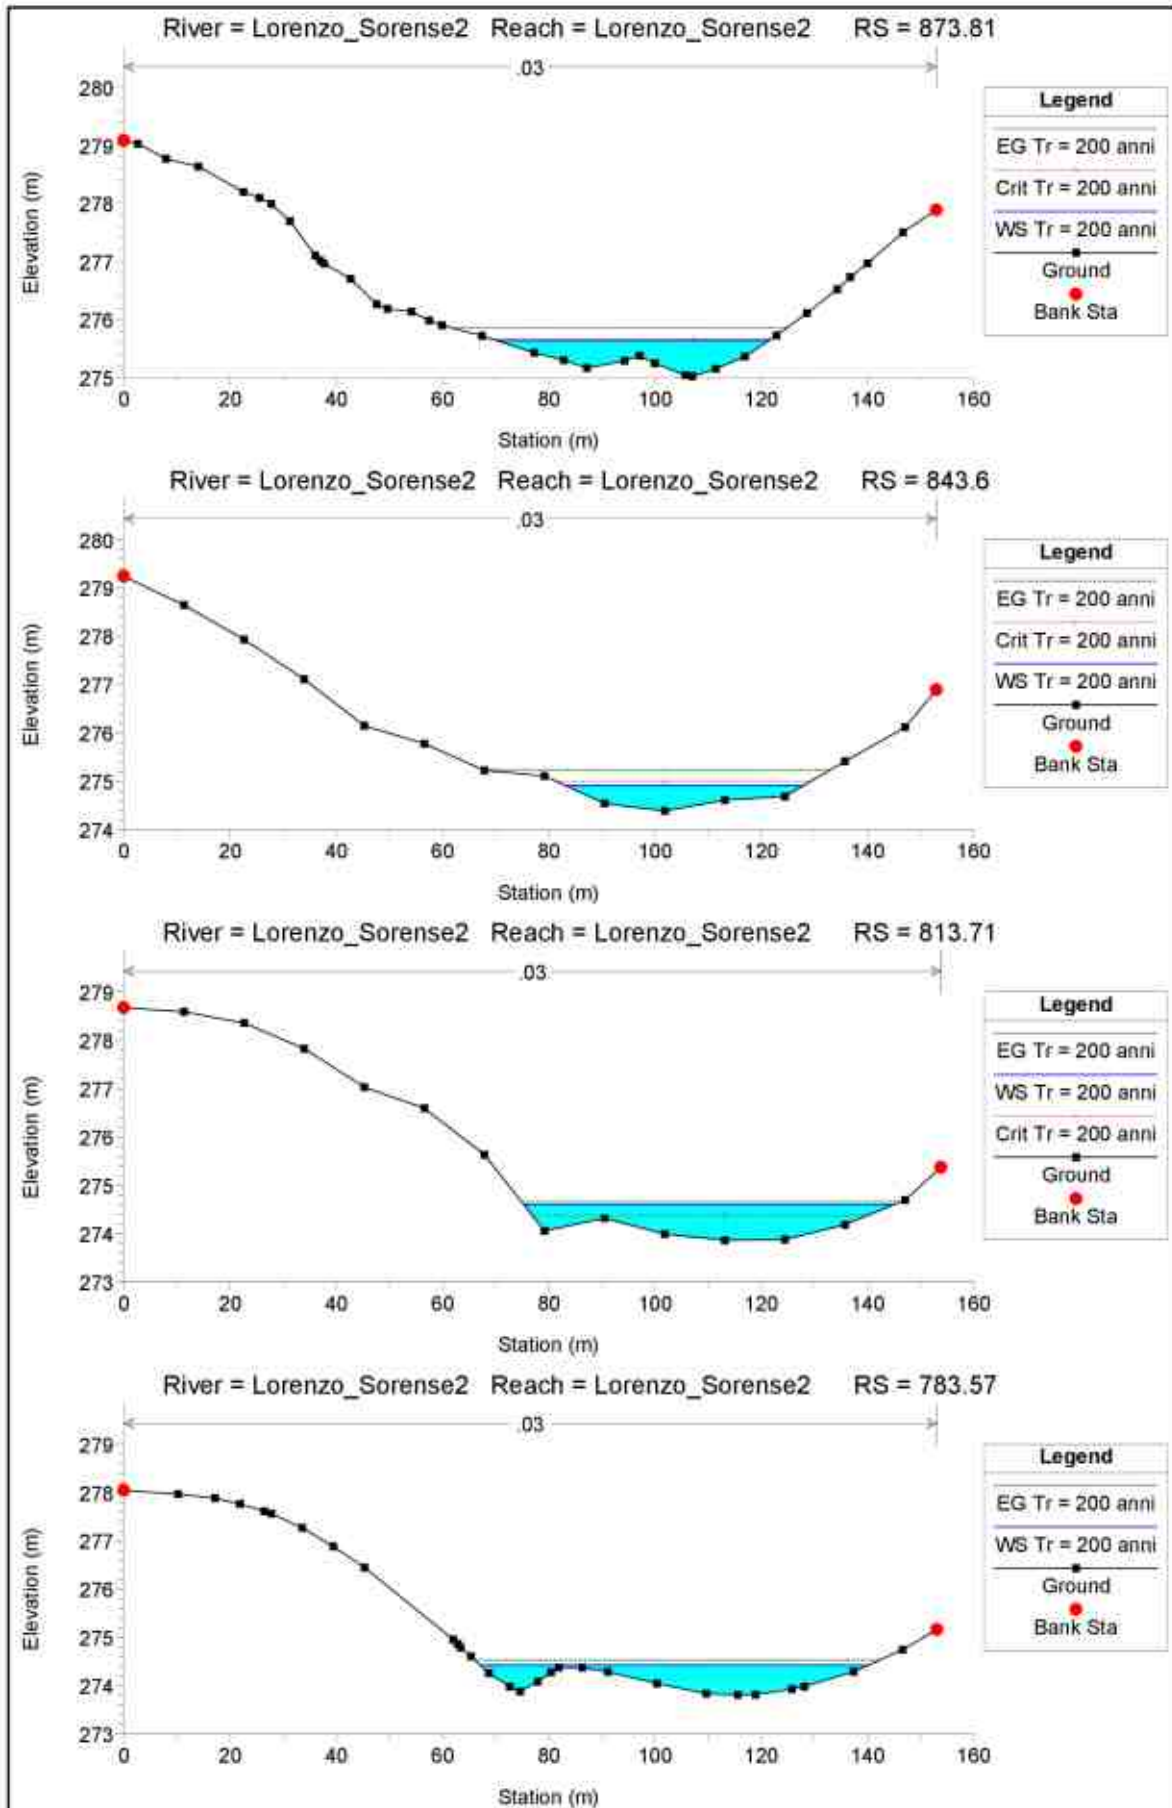 River = Lorenzo_Sorense2 Reach = Lorenzo_Sorense2 RS = 873.81
.03
280
279
278
277
276
275
Elevation (m)
0 20 40 60 80 100 120 140 160
Station (m)
Legend
EG Tr = 200 anni
Crit Tr = 200 anni
WS Tr = 200 anni
Ground
Bank Sta
River = Lorenzo_Sorense2 Reach = Lorenzo_Sorense2 RS = 843.6
.03
280
279
278
277
276
275
274
Elevation (m)
0 20 40 60 80 100 120 140 160
Station (m)
Legend
EG Tr = 200 anni
Crit Tr = 200 anni
WS Tr = 200 anni
Ground
Bank Sta
River = Lorenzo_Sorense2 Reach = Lorenzo_Sorense2 RS = 813.71
.03
279
278
277
276
275
274
273
Elevation (m)
0 20 40 60 80 100 120 140 160
Station (m)
Legend
EG Tr = 200 anni
WS Tr = 200 anni
Crit Tr = 200 anni
Ground
Bank Sta
River = Lorenzo_Sorense2 Reach = Lorenzo_Sorense2 RS = 783.57
.03
279
278
277
276
275
274
273
Elevation (m)
0 20 40 60 80 100 120 140 160
Station (m)
Legend
EG Tr = 200 anni
WS Tr = 200 anni
Ground
Bank Sta